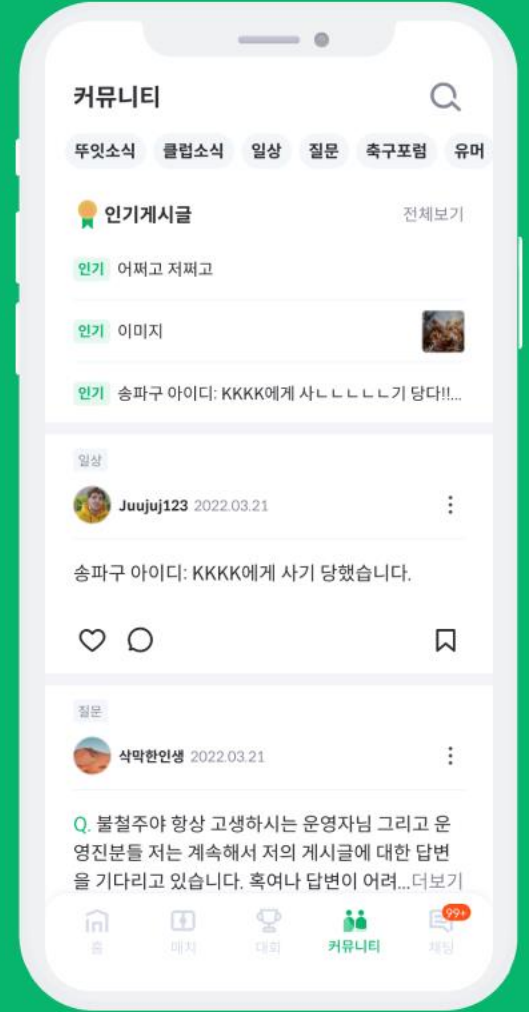 커뮤니티
뚜잇소식 클럽소식 일상 질문 축구포럼 유머
인기게시글 전체보기
인기 어쩌고 저쩌고
인기 이미지
인기 송파구 아이디: KKKK에게 사ㄴㄴㄴㄴㄴ기 당다!!...
일상
Juujuj123 2022.03.21
송파구 아이디: KKKK에게 사기 당했습니다.
질문
삭막한인생 2022.03.21
Q. 불철주야 항상 고생하시는 운영자님 그리고 운
영진분들 저는 계속해서 저의 게시글에 대한 답변
을 기다리고 있습니다. 혹여나 답변이 어려...더보기
99+
홈 매치 대회 커뮤니티 채팅